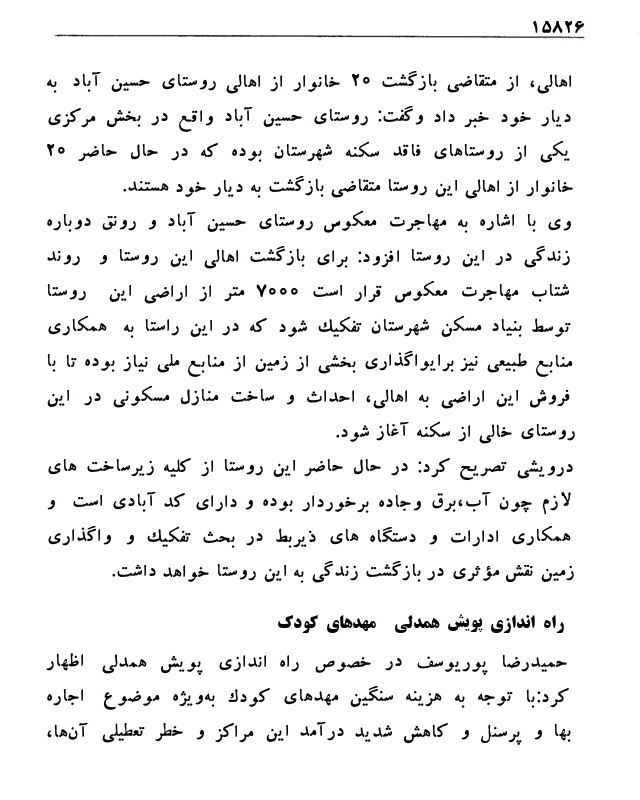 ۱۵۸۲۶
اهالی، از متقاضی بازگشت ۲۰ خانوار از اهالی روستای حسین آباد به
دیار خود خبر داد وگفت: روستای حسین آباد واقع در بخش مرکزی
یکی از روستاهای فاقد سکنه شهرستان بوده که در حال حاضر ۲۰
خانوار از اهالی این روستا متقاضی بازگشت به دیار خود هستند.
وی با اشاره به مهاجرت معکوس روستای حسین آباد و رونق دوباره
زندگی در این روستا افزود: برای بازگشت اهالی این روستا و روند
شتاب مهاجرت معکوس قرار است ۷۰۰۰ متر از اراضی این روستا
توسط بنیاد مسکن شهرستان تفکیك شود که در این راستا به همکاری
منابع طبیعی نیز برایواگذاری بخشی از زمین از منابع ملی نیاز بوده تا با
فروش این اراضی به اهالی، احداث و ساخت منازل مسکونی در این
روستای خالی از سکنه آغاز شود.
درویشی تصریح کرد: در حال حاضر این روستا از کلیه زیرساخت های
لازم چون آب،برق وجاده برخوردار بوده و دارای کد آبادی است و
همکاری ادارات و دستگاه های ذیربط در بحث تفکیك و واگذاری
زمین نقش مؤثری در بازگشت زندگی به این روستا خواهد داشت.
راه اندازی پویش همدلی مهدهای کودک
حمیدرضا پوریوسف در خصوص راه اندازی پویش همدلی اظهار
کرد:با توجه به هزینه سنگین مهدهای کودك به‌ویژه موضوع اجاره
بها و پرسنل و کاهش شدید درآمد این مراکز و خطر تعطیلی آن‌ها،